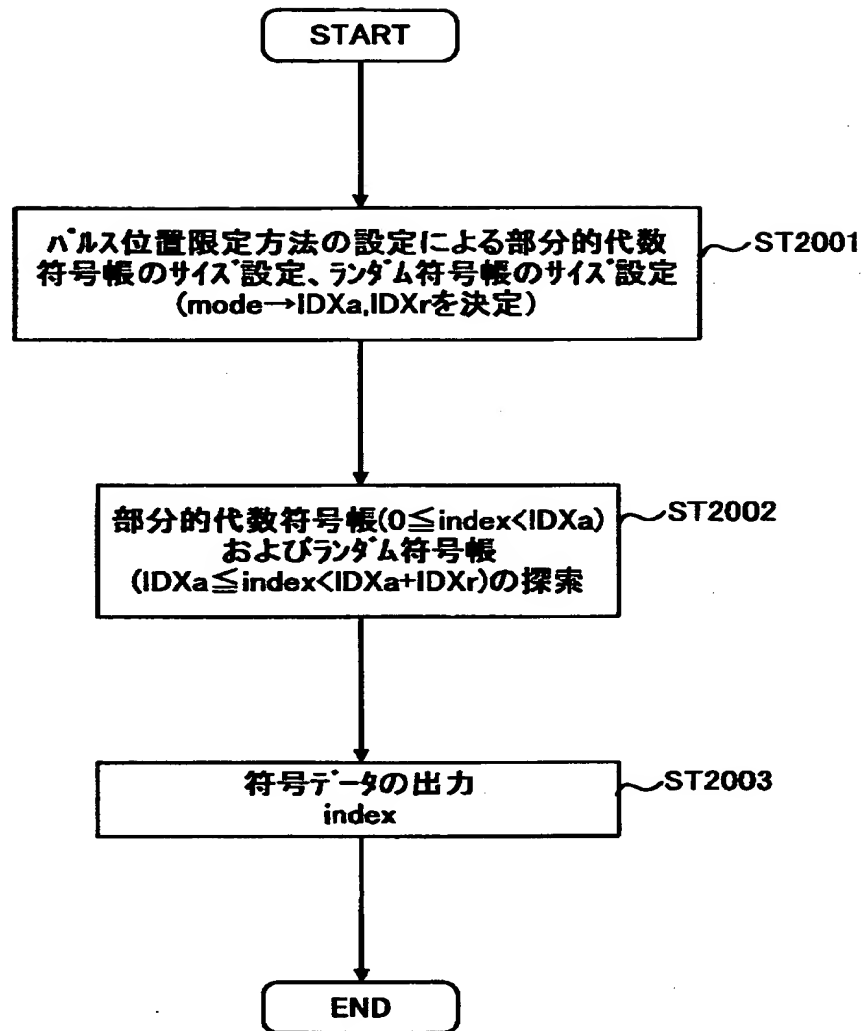 START
パルス位置限定方法の設定による部分的代数
符号帳のサイズ設定、ランダム符号帳のサイズ設定
(mode→IDXa,IDXrを決定)
ST2001
部分的代数符号帳(0≦index<IDXa)
およびランダム符号帳
(IDXa≦index<IDXa+IDXr)の探索
ST2002
符号データの出力
index
ST2003
END